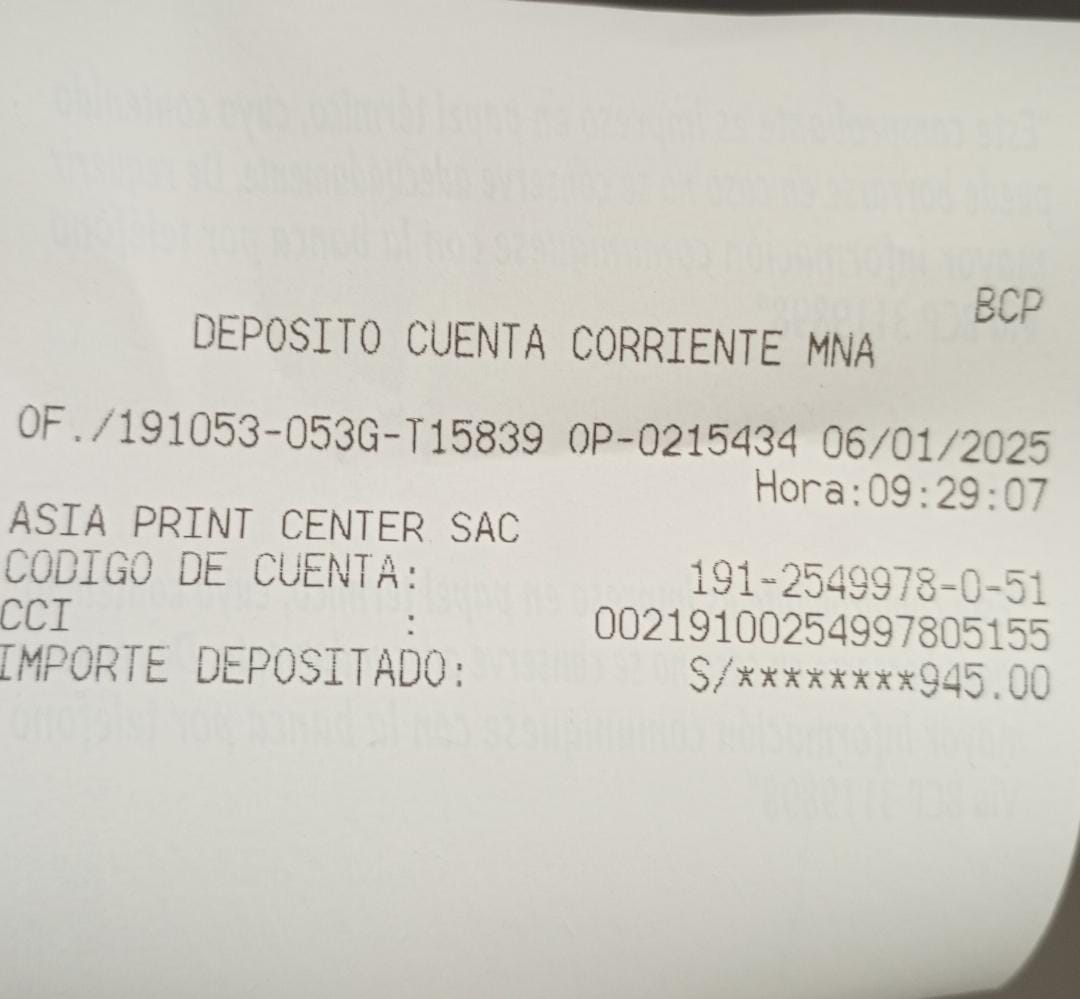 BCP
DEPOSITO CUENTA CORRIENTE MNA
OF./191053-053G-T15839 OP-0215434 06/01/2025
Hora:09:29:07
ASIA PRINT CENTER SAC
CODIGO DE CUENTA: 191-2549978-0-51
CCI : 00219100254997805155
IMPORTE DEPOSITADO: S/********945.00